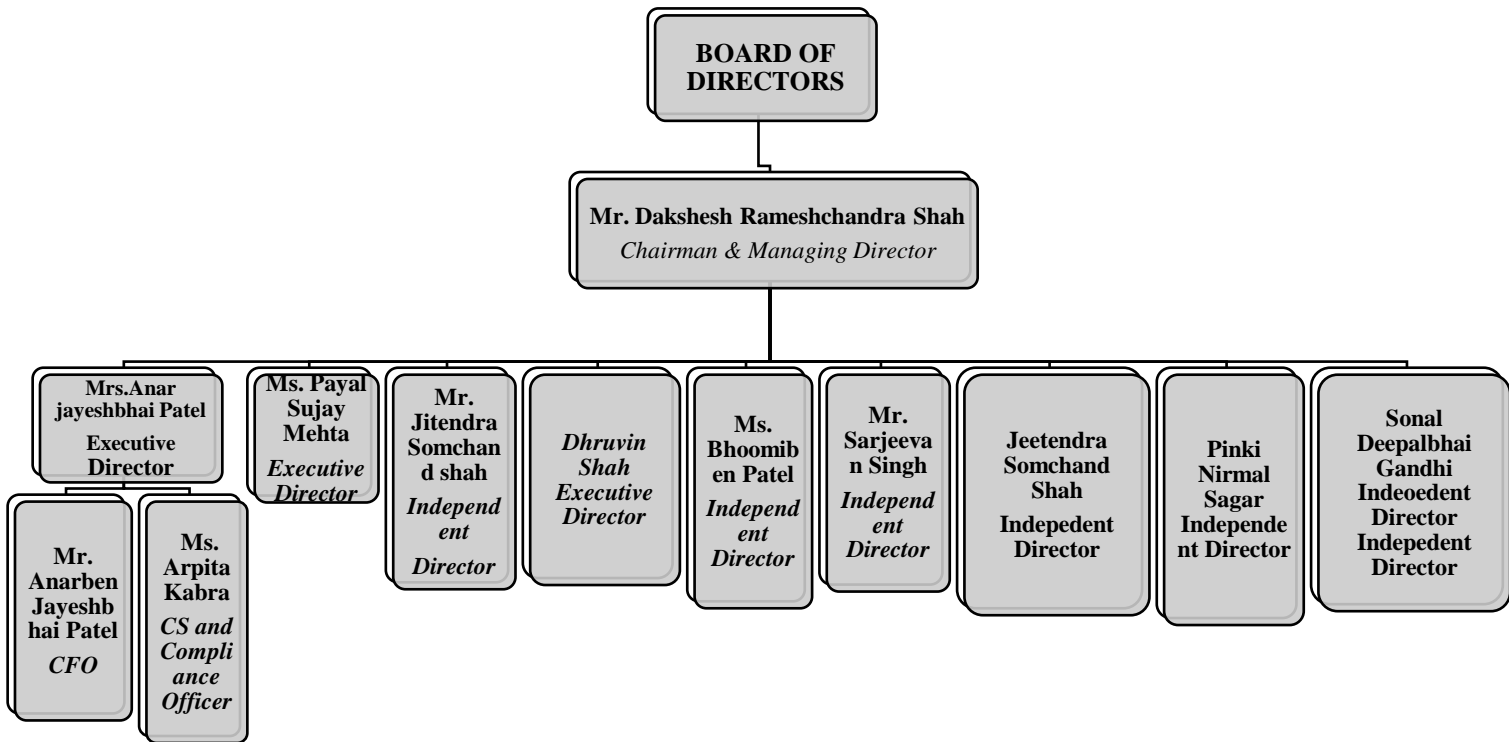 BOARD OF
DIRECTORS
Mr. Dakshesh Rameshchandra Shah
Chairman & Managing Director
Mrs.Anar
jayeshbhai Patel
Executive
Director
Mr.
Anarben
Jayeshb
hai Patel
CFO
Ms.
Arpita
Kabra
CS and
Compli
ance
Officer
Ms. Payal
Sujay
Mehta
Executive
Director
Mr.
Jitendra
Somchan
d shah
Independ
ent
Director
Dhruvin
Shah
Executive
Director
Ms.
Bhoomib
en Patel
Independ
ent
Director
Mr.
Sarjeeva
n Singh
Independ
ent
Director
Jeetendra
Somchand
Shah
Indepedent
Director
Pinki
Nirmal
Sagar
Independe
nt Director
Sonal
Deepalbhai
Gandhi
Indeoedent
Director
Indepedent
Director